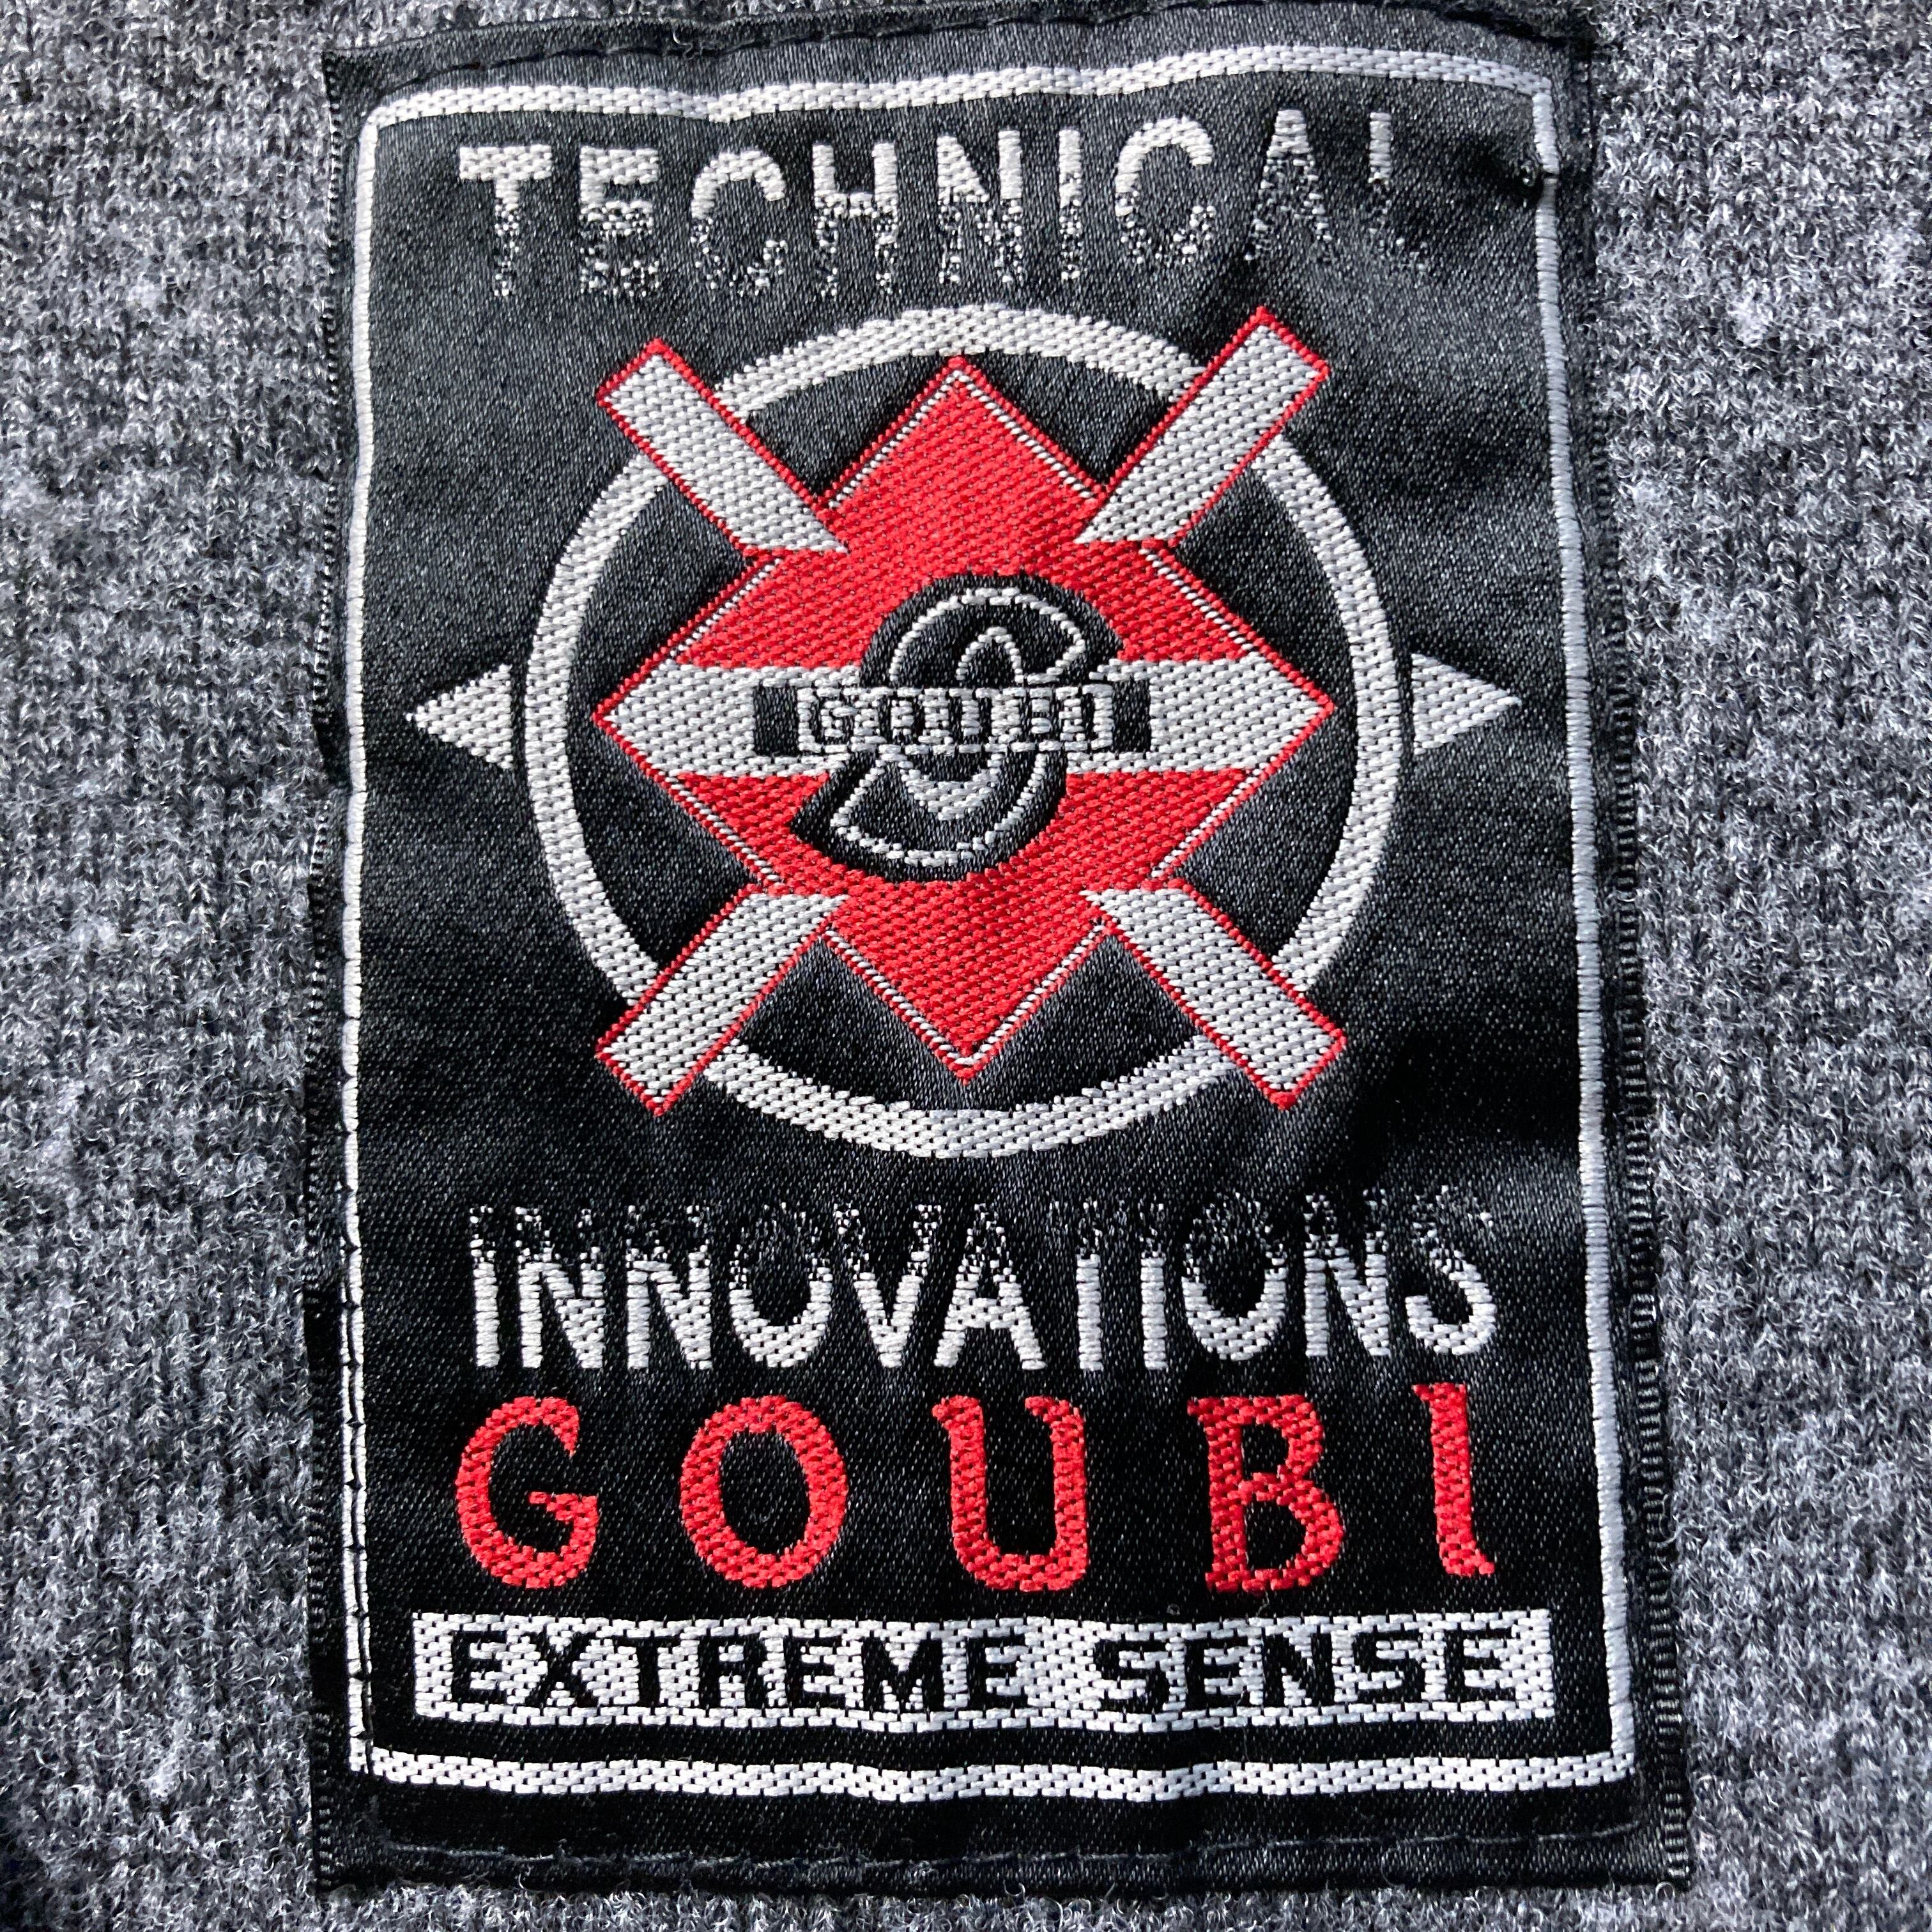 TECHNICAL
GOUBI
INNOVATIONS
GOUBI
EXTREME SENSE